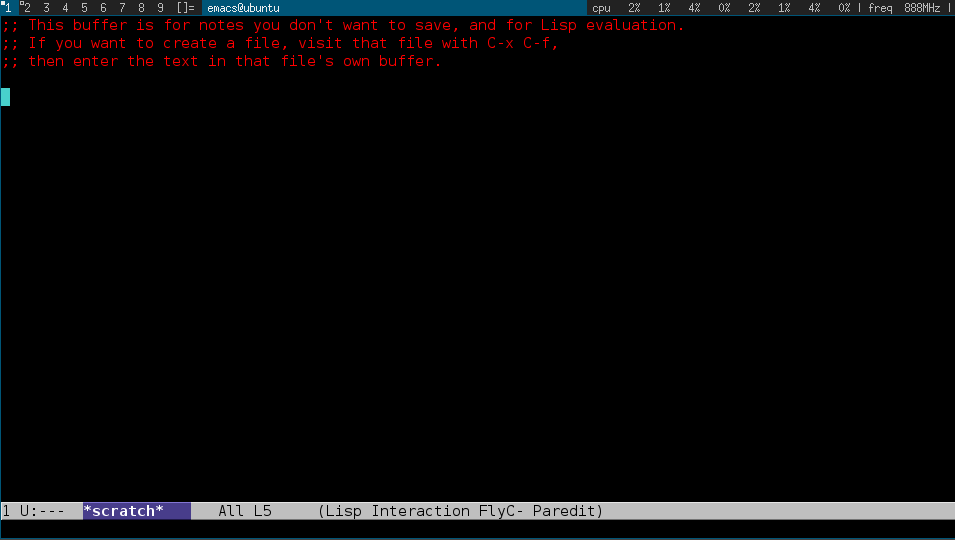 1 2 3 4 5 6 7 8 9 []= emacs@ubuntu cpu 2% 1% 4% 0% 2% 1% 4% 0% | freq 888MHz |
;; This buffer is for notes you don't want to save, and for Lisp evaluation.
;; If you want to create a file, visit that file with C-x C-f,
;; then enter the text in that file's own buffer.
1 U:--- *scratch* All L5 (Lisp Interaction FlyC- Paredit)